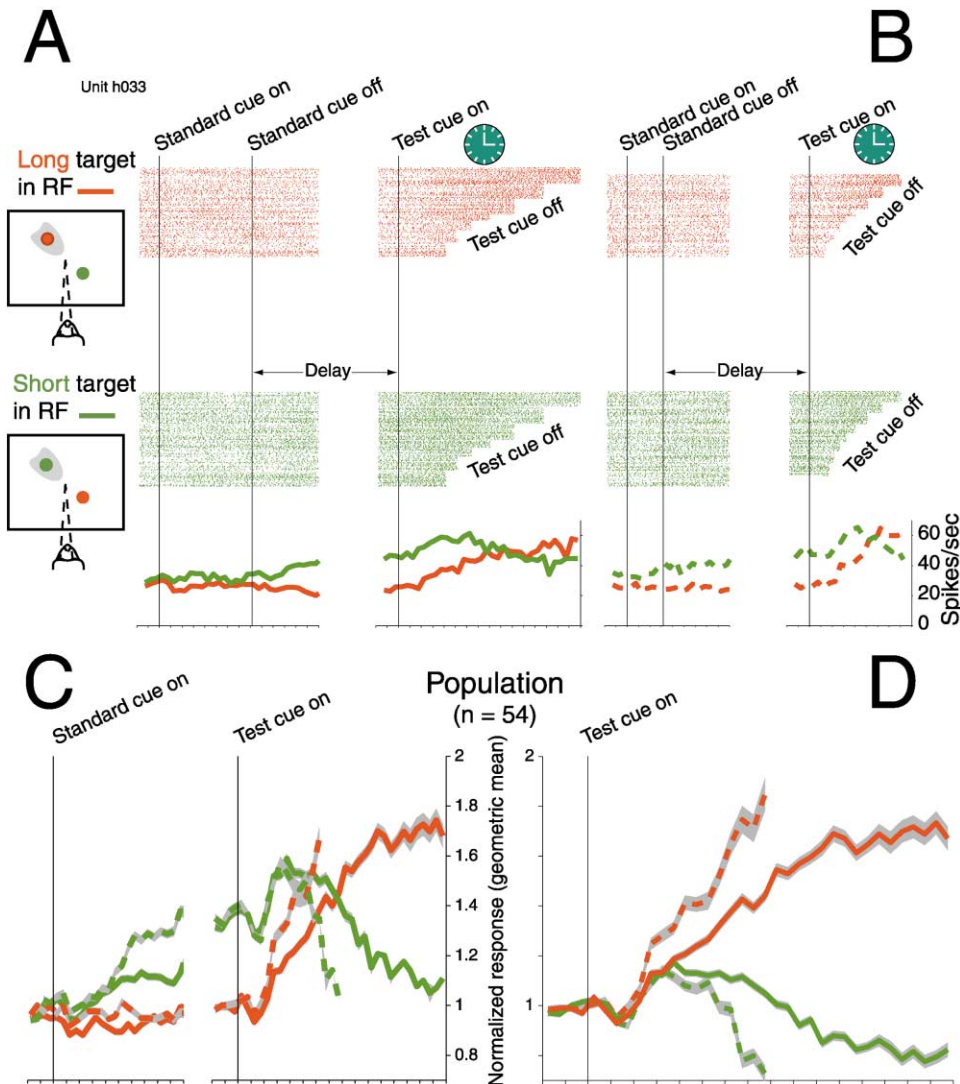 A
B
Unit h033
Standard cue on
Standard cue off
Test cue on
Standard cue on
Standard cue off
Test cue on
Long target
in RF
Test cue off
Test cue off
Delay
Delay
Short target
in RF
Test cue off
Test cue off
60
40
20
0
Spikes/sec
C
D
Population
(n = 54)
Standard cue on
Test cue on
Test cue on
2
1.8
1.6
1.4
1.2
1
0.8
Normalized response (geometric mean)
2
1